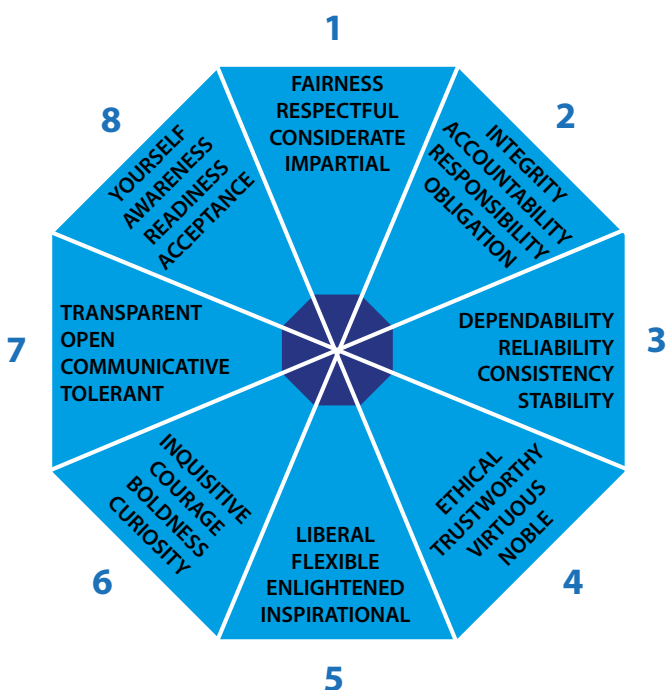 1
FAIRNESS
RESPECTFUL
CONSIDERATE
IMPARTIAL
2
INTEGRITY
ACCOUNTABILITY
RESPONSIBILITY
OBLIGATION
3
DEPENDABILITY
RELIABILITY
CONSISTENCY
STABILITY
4
ETHICAL
TRUSTWORTHY
VIRTUOUS
NOBLE
5
LIBERAL
FLEXIBLE
ENLIGHTENED
INSPIRATIONAL
6
INQUISITIVE
COURAGE
BOLDNESS
CURIOSITY
7
TRANSPARENT
OPEN
COMMUNICATIVE
TOLERANT
8
YOURSELF
AWARENESS
READINESS
ACCEPTANCE